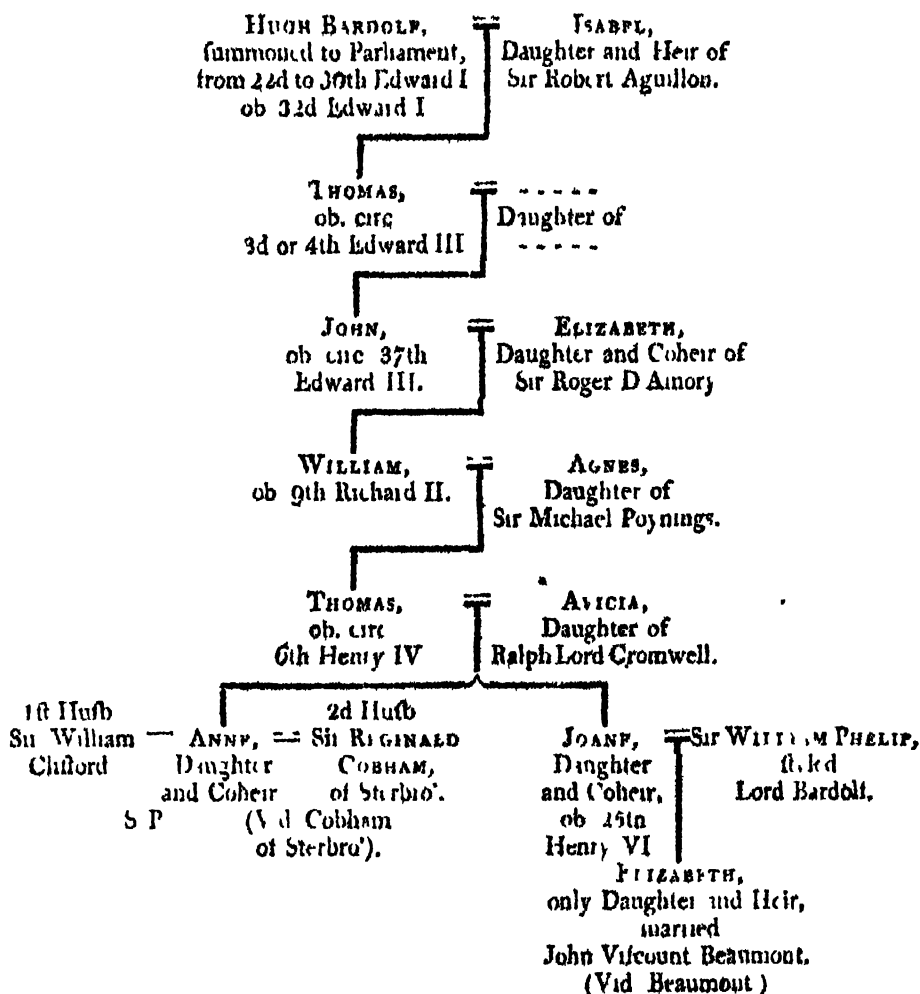 HUGH BARDOLF,
ſummoned to Parliament,
from 22d to 30th Edward I
ob 32d Edward I
ISABEL,
Daughter and Heir of
Sir Robert Aguillon.
THOMAS,
ob. circ
3d or 4th Edward III
- - - - -
Daughter of
- - - - -
JOHN,
ob circ 37th
Edward III.
ELIZABETH,
Daughter and Coheir of
Sir Roger D Amory
WILLIAM,
ob 9th Richard II.
AGNES,
Daughter of
Sir Michael Poynings.
THOMAS,
ob. circ
6th Henry IV
AVICIA,
Daughter of
Ralph Lord Cromwell.
1ſt Huſb
Sir William
Clifford
ANNE,
Daughter
and Coheir
S P
2d Huſb
Sir REGINALD
COBHAM,
of Sterbro'.
(Vid Cobham
of Sterbro').
JOANE,
Daughter
and Coheir,
ob 25th
Henry VI
Sir WILLIAM PHELIP,
ſtiled
Lord Bardolf.
ELIZABETH,
only Daughter and Heir,
married
John Viſcount Beaumont.
(Vid Beaumont )